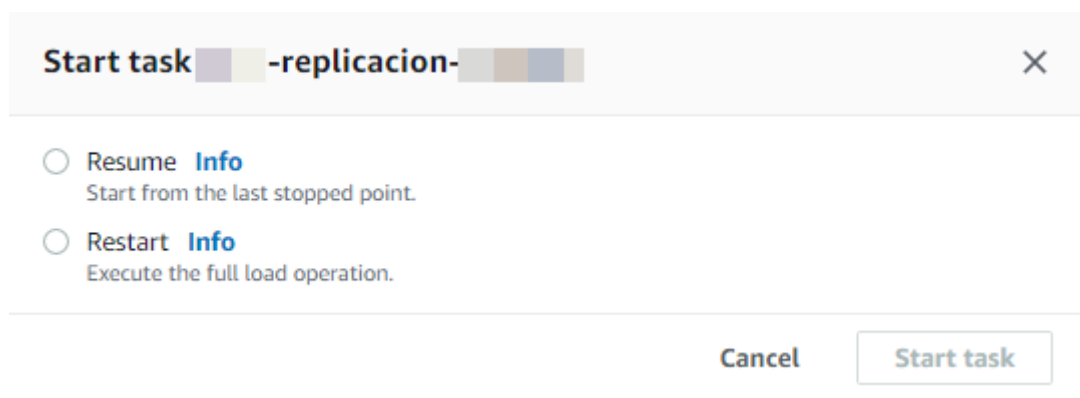 Start task -replicacion-
Resume Info
Start from the last stopped point.
Restart Info
Execute the full load operation.
Cancel Start task